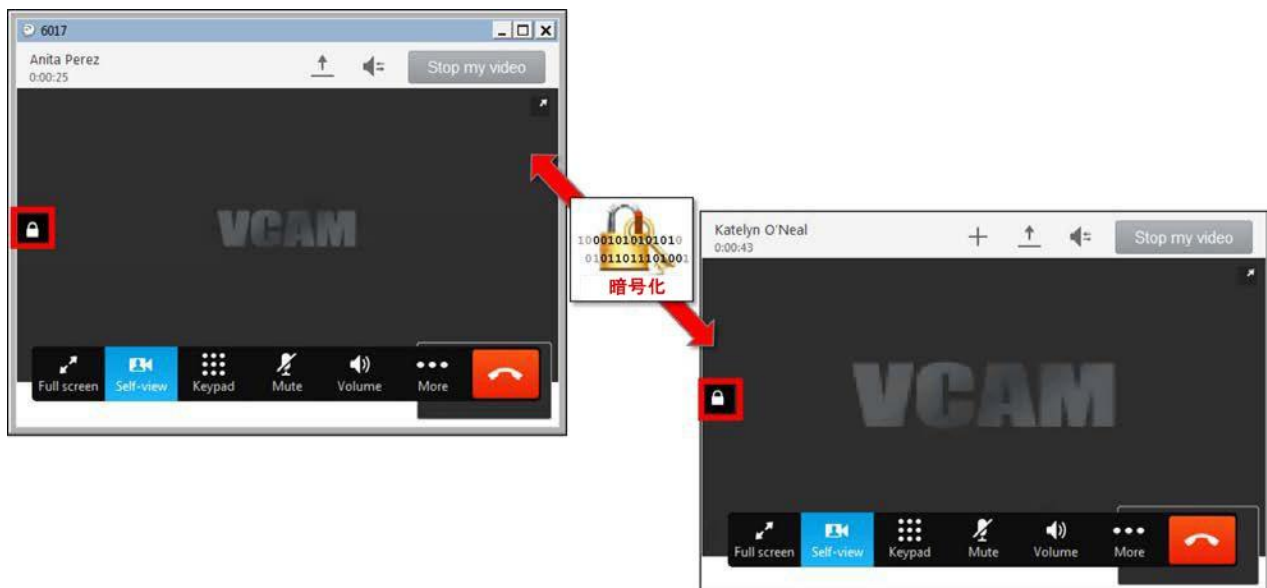 6017
Anita Perez
0:00:25
Stop my video
VCAM
Full screen
Self-view
Keypad
Mute
Volume
More
10001010101010
01011011101001
暗号化
Katelyn O'Neal
0:00:43
Stop my video
VCAM
Full screen
Self-view
Keypad
Mute
Volume
More